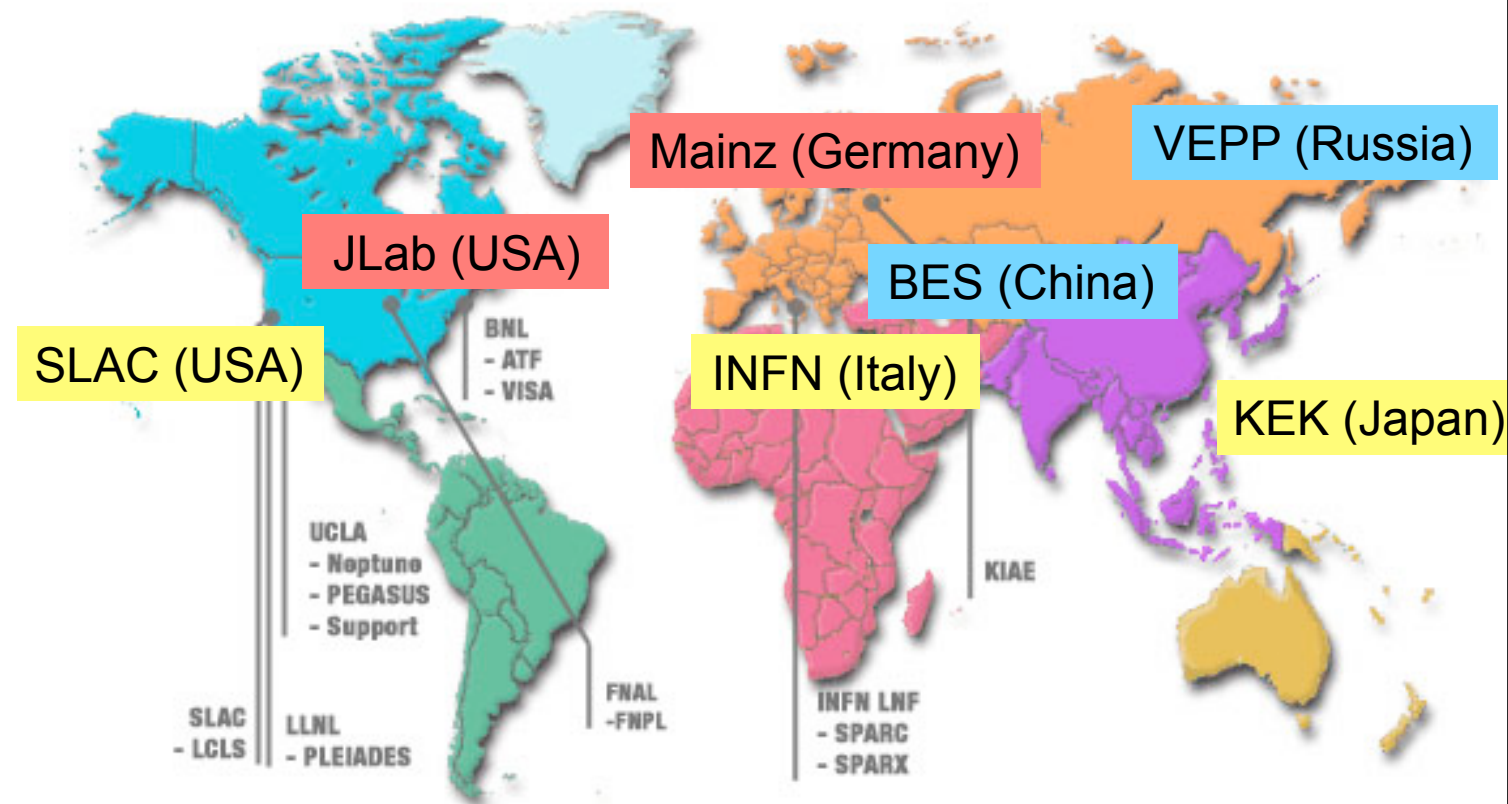 Mainz (Germany)
VEPP (Russia)
JLab (USA)
BES (China)
SLAC (USA)
BNL
- ATF
- VISA
INFN (Italy)
KEK (Japan)
UCLA
- Neptune
- PEGASUS
- Support
KIAE
SLAC
- LCLS
LLNL
- PLEIADES
FNAL
-FNPL
INFN LNF
- SPARC
- SPARX